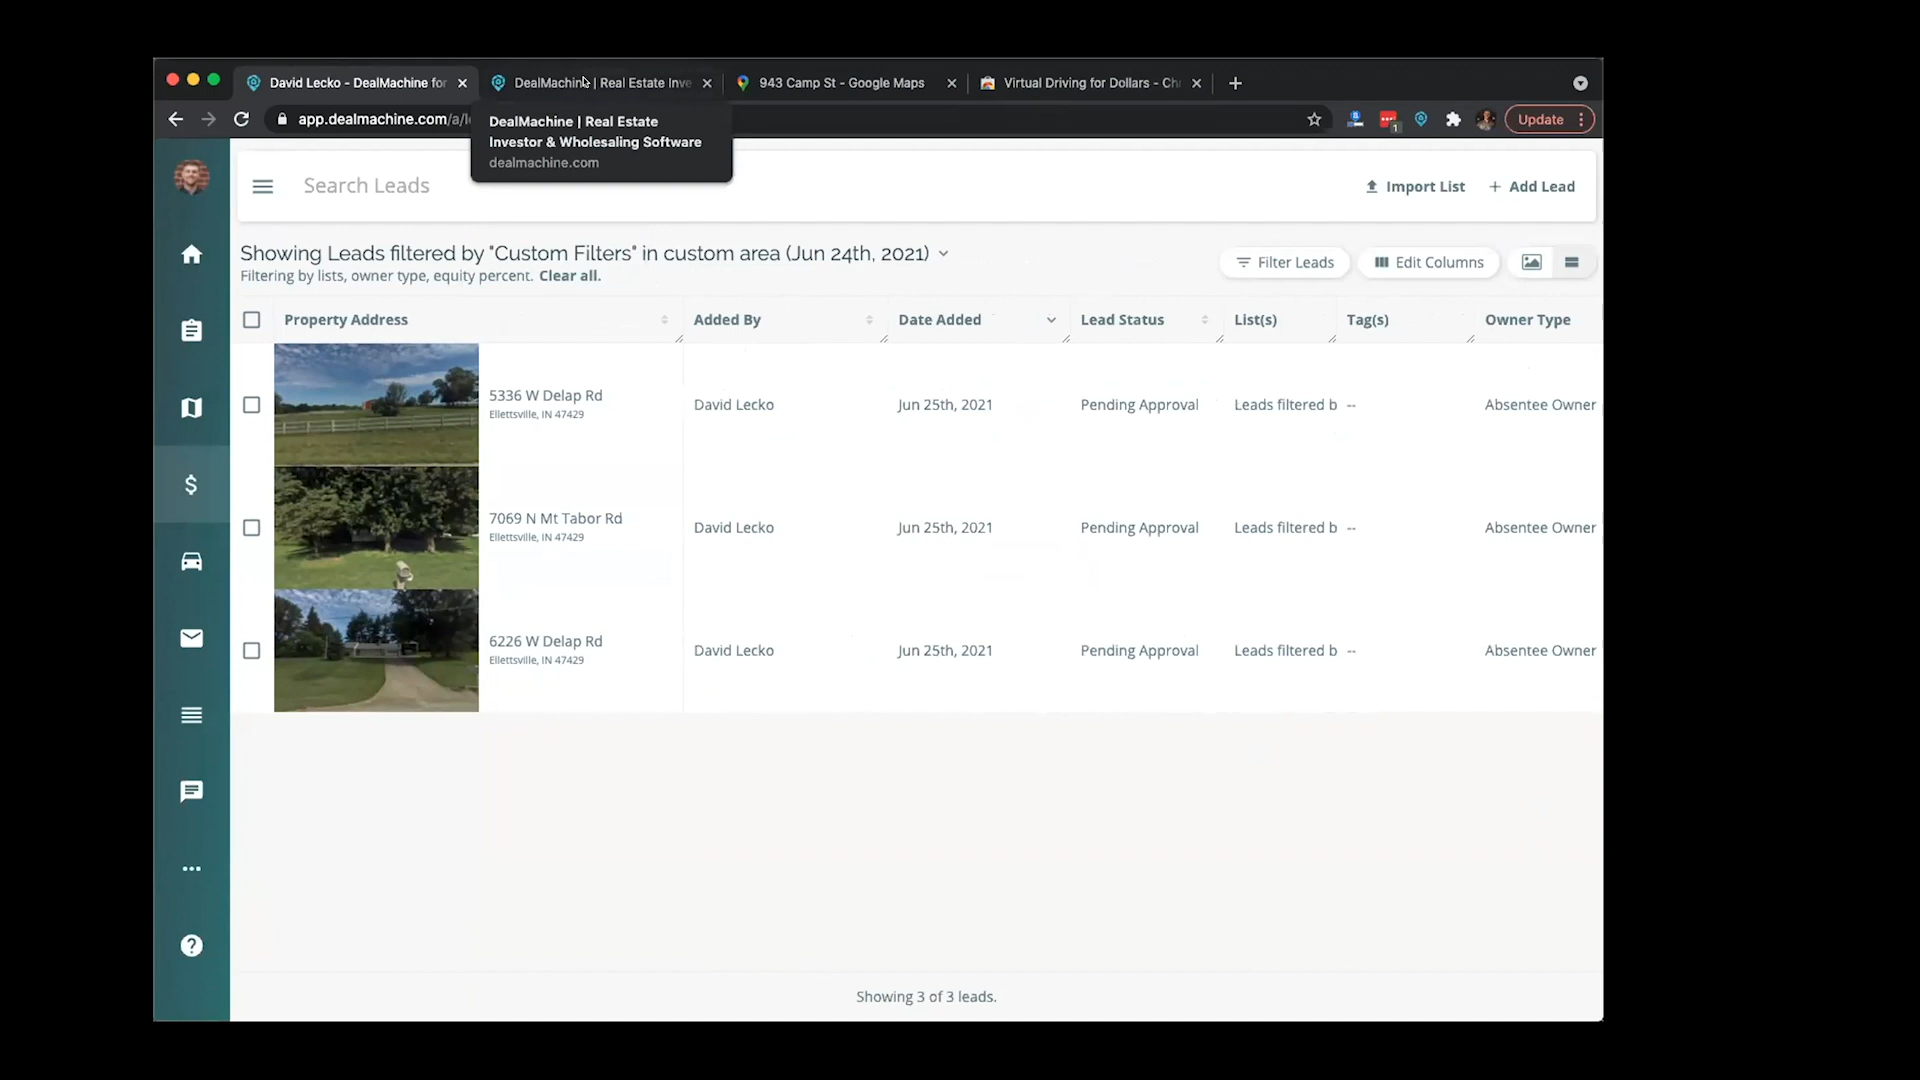 David Lecko - DealMachine for
DealMachine | Real Estate Inve
943 Camp St - Google Maps
Virtual Driving for Dollars - Ch
app.dealmachine.com/a/l
1
Update
DealMachine | Real Estate
Investor & Wholesaling Software
dealmachine.com
Search Leads
Import List
Add Lead
Showing Leads filtered by "Custom Filters" in custom area (Jun 24th, 2021)
Filtering by lists, owner type, equity percent. Clear all.
Filter Leads
Edit Columns
Property Address Added By Date Added Lead Status List(s) Tag(s) Owner Type
5336 W Delap Rd
Ellettsville, IN 47429
David Lecko Jun 25th, 2021 Pending Approval Leads filtered b -- Absentee Owner
7069 N Mt Tabor Rd
Ellettsville, IN 47429
David Lecko Jun 25th, 2021 Pending Approval Leads filtered b -- Absentee Owner
6226 W Delap Rd
Ellettsville, IN 47429
David Lecko Jun 25th, 2021 Pending Approval Leads filtered b -- Absentee Owner
Showing 3 of 3 leads.